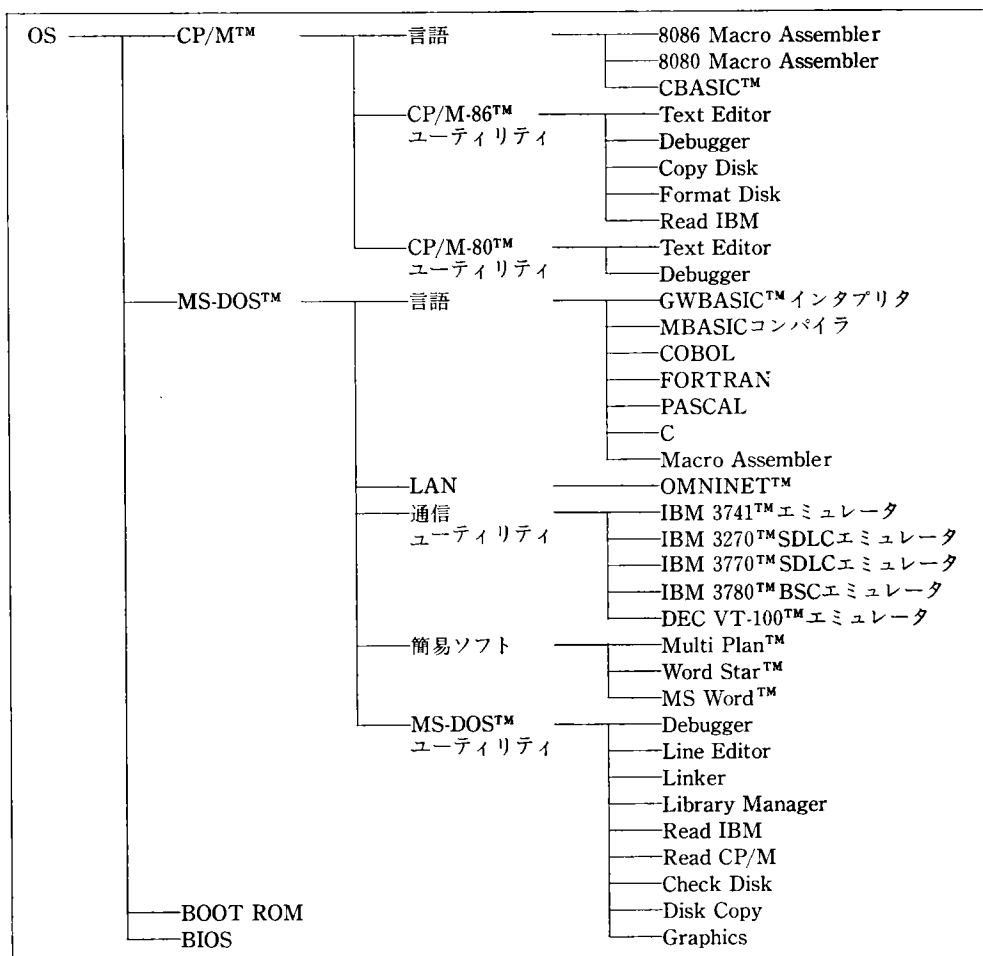 OS CP/M™ 言語 8086 Macro Assembler
8080 Macro Assembler
CBASIC™
CP/M-86™ Text Editor
ユーティリティ Debugger
Copy Disk
Format Disk
Read IBM
CP/M-80™ Text Editor
ユーティリティ Debugger
MS-DOS™ 言語 GWBASIC™インタプリタ
MBASICコンパイラ
COBOL
FORTRAN
PASCAL
C
Macro Assembler
LAN OMNINET™
通信 IBM 3741™エミュレータ
ユーティリティ IBM 3270™SDLCエミュレータ
IBM 3770™SDLCエミュレータ
IBM 3780™BSCエミュレータ
DEC VT-100™エミュレータ
簡易ソフト Multi Plan™
Word Star™
MS Word™
MS-DOS™ Debugger
ユーティリティ Line Editor
Linker
Library Manager
Read IBM
Read CP/M
Check Disk
BOOT ROM Disk Copy
BIOS Graphics